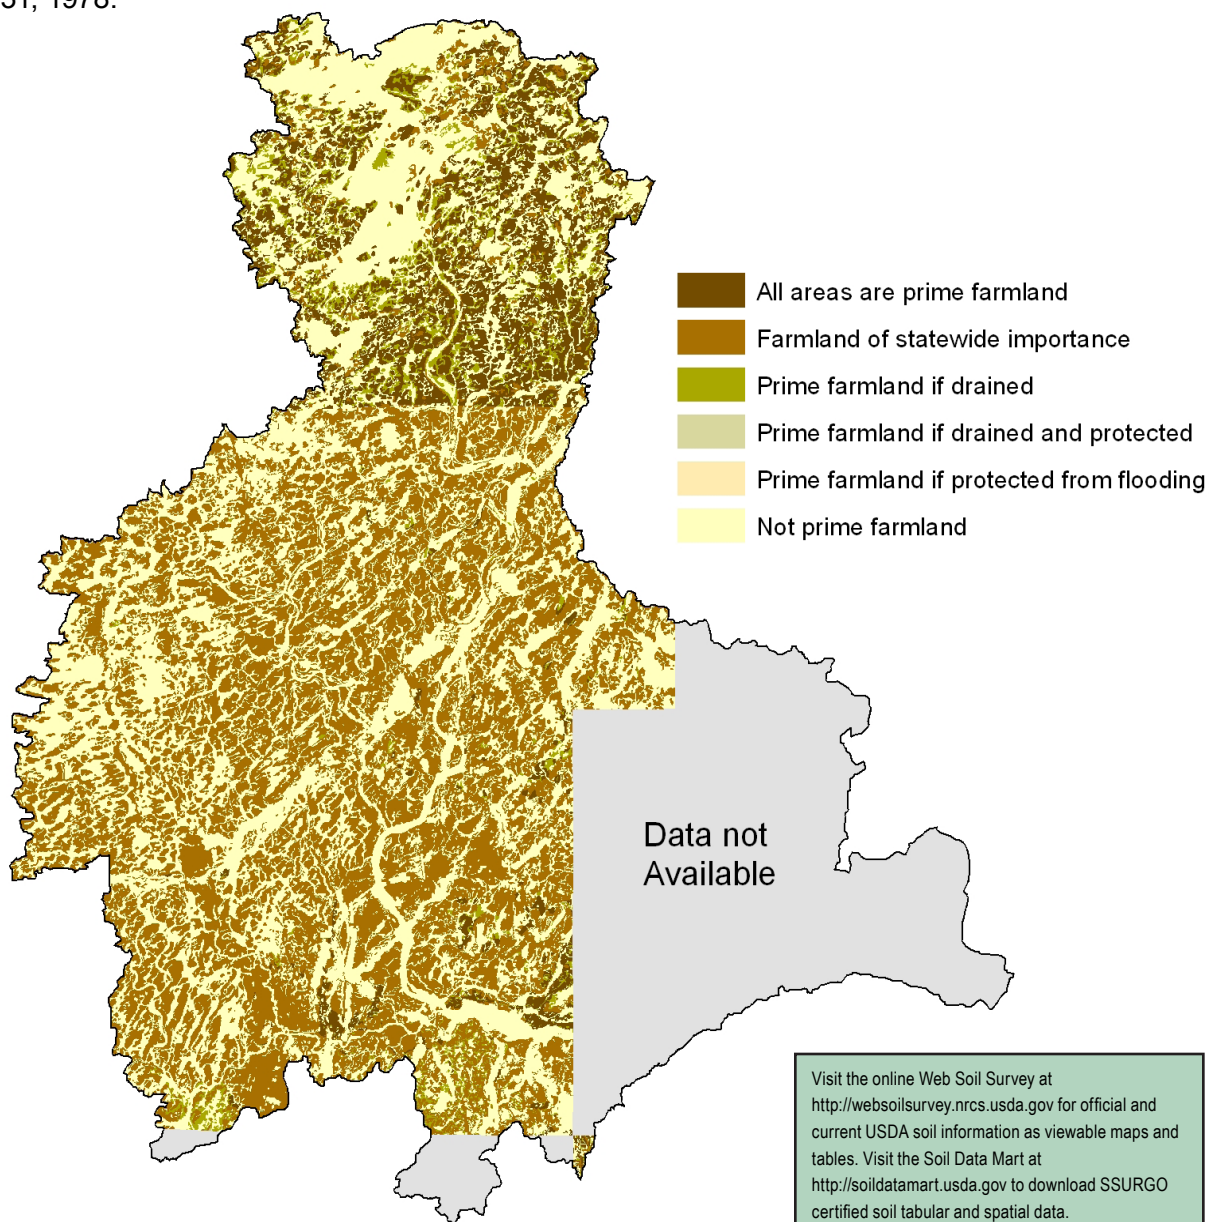 31, 1978.
All areas are prime farmland
Farmland of statewide importance
Prime farmland if drained
Prime farmland if drained and protected
Prime farmland if protected from flooding
Not prime farmland
Data not
Available
Visit the online Web Soil Survey at
http://websoilsurvey.nrcs.usda.gov for official and
current USDA soil information as viewable maps and
tables. Visit the Soil Data Mart at
http://soildatamart.usda.gov to download SSURGO
certified soil tabular and spatial data.